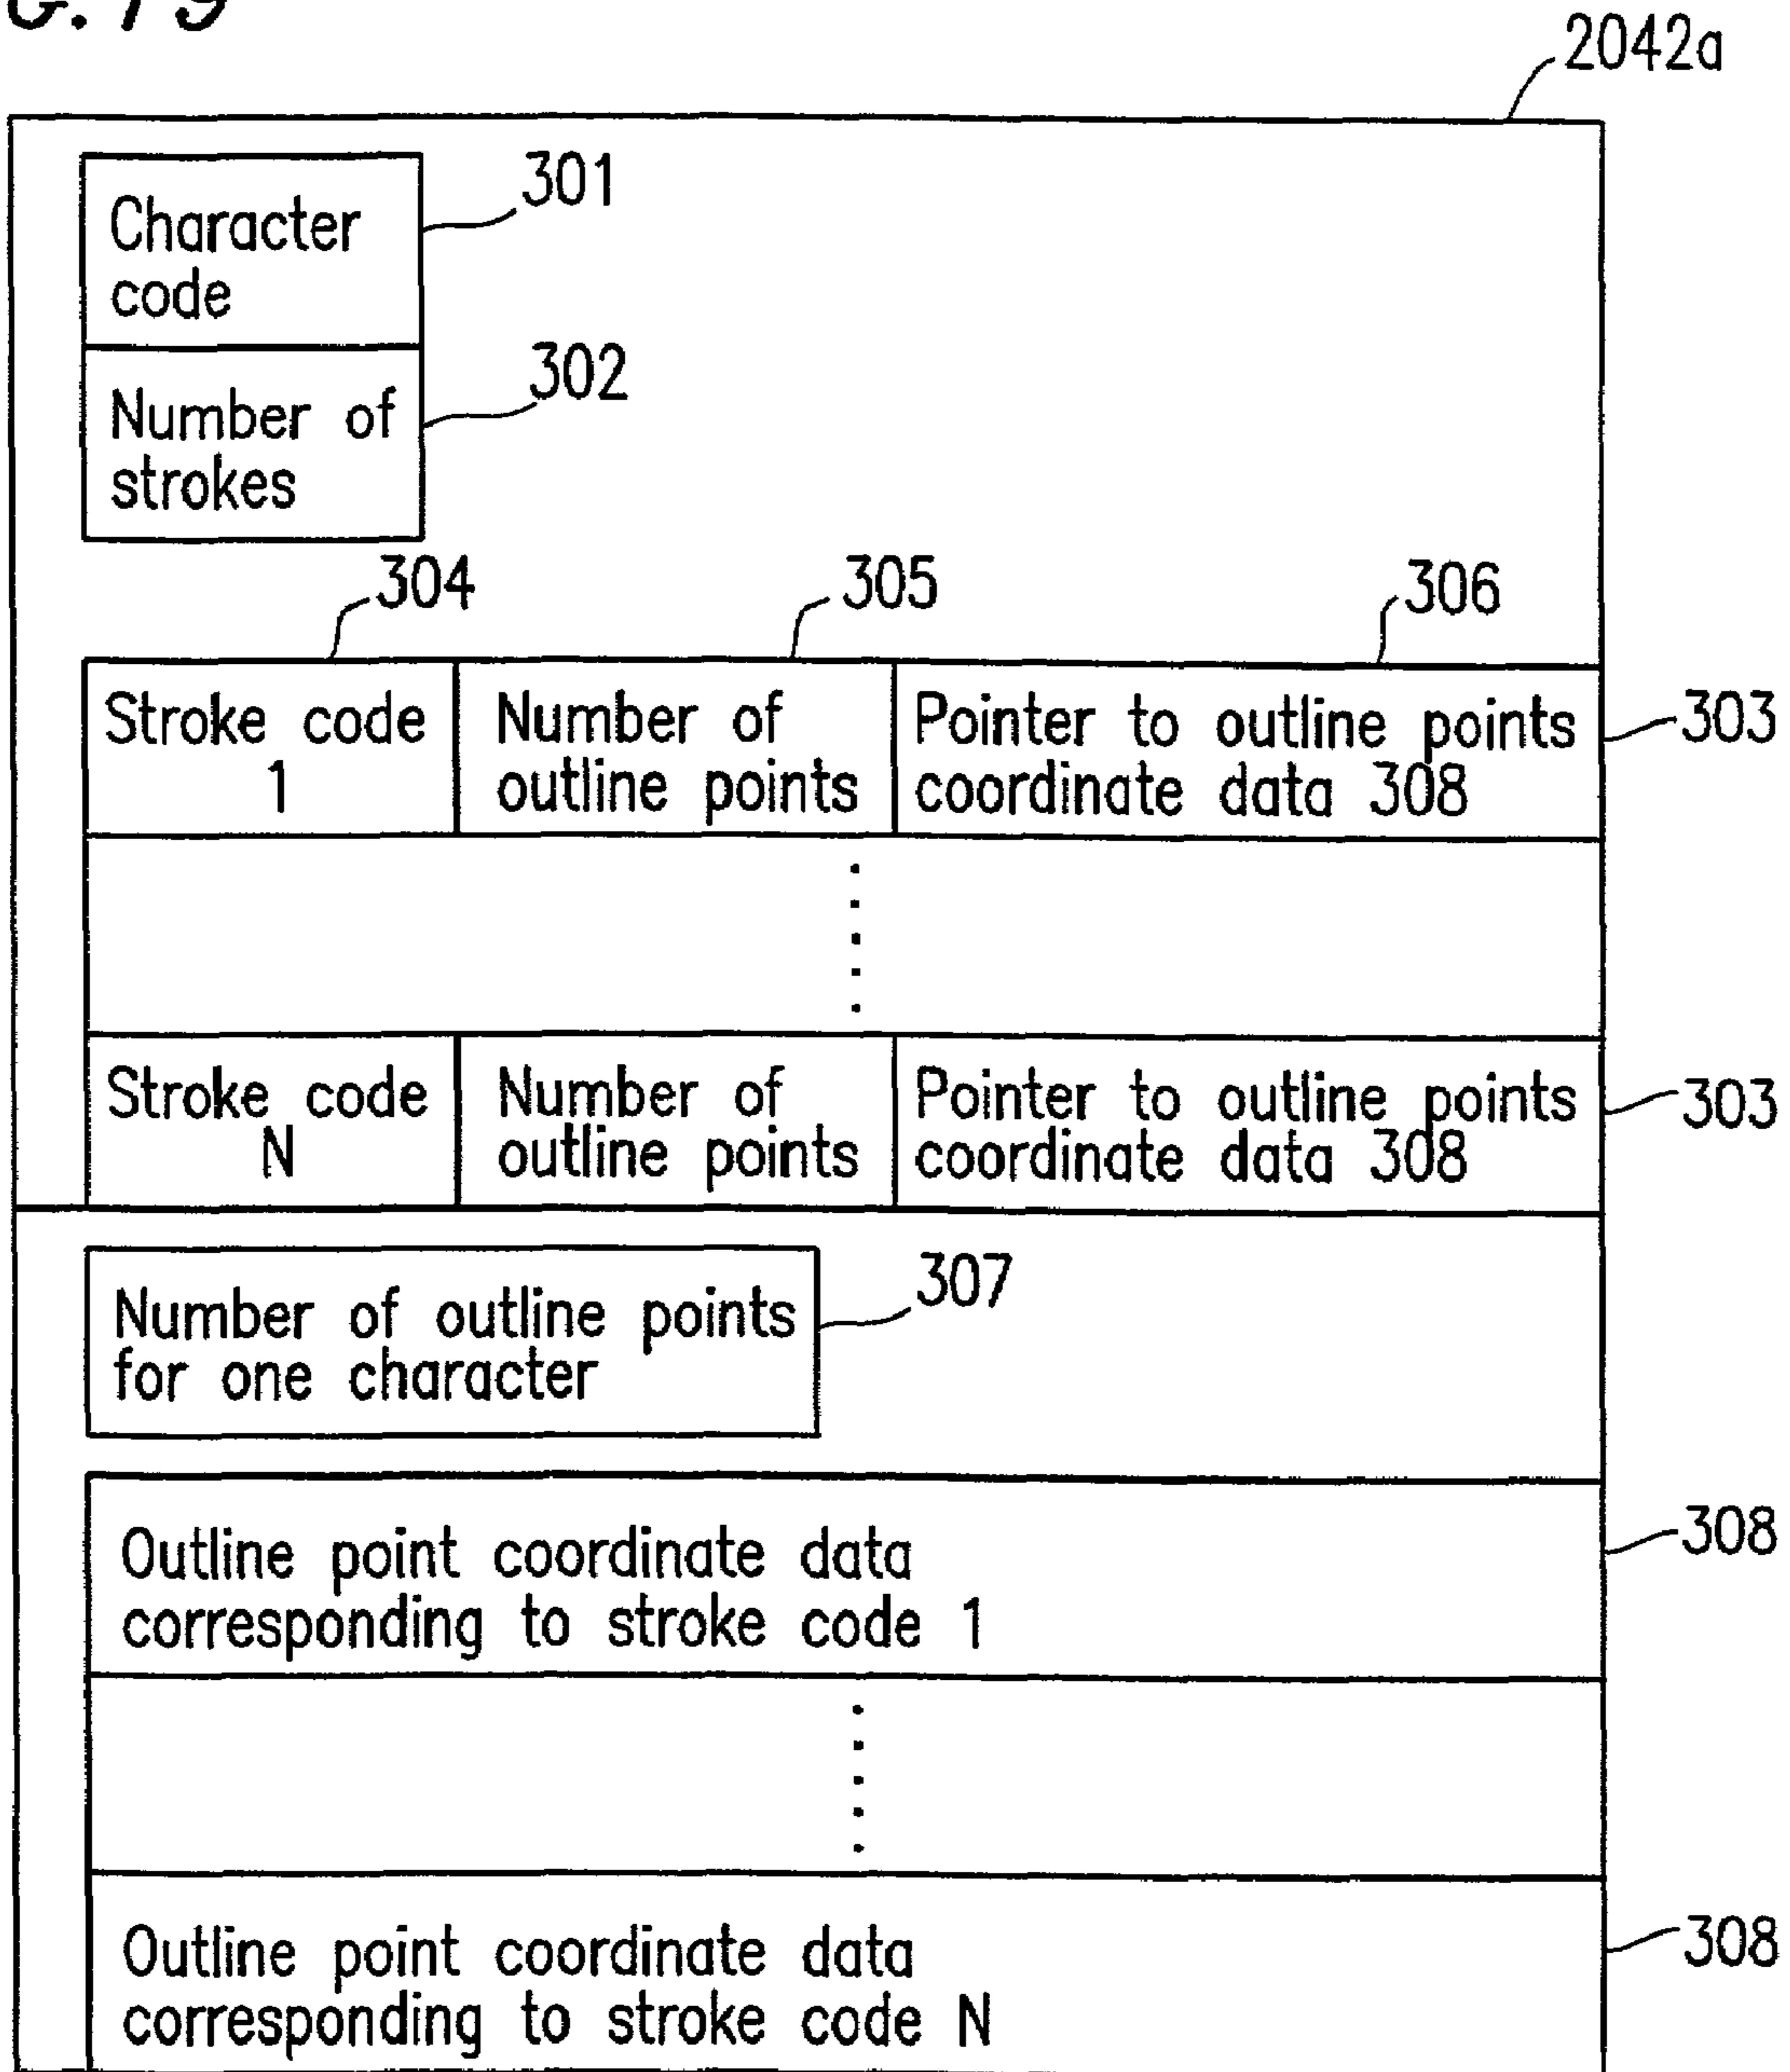 G. 19
2042a
Character
code
301
Number of
strokes
302
304
305
306
Stroke code
1
Number of
outline points
Pointer to outline points
coordinate data 308
303
Stroke code
N
Number of
outline points
Pointer to outline points
coordinate data 308
303
Number of outline points
for one character
307
Outline point coordinate data
corresponding to stroke code 1
308
Outline point coordinate data
corresponding to stroke code N
308